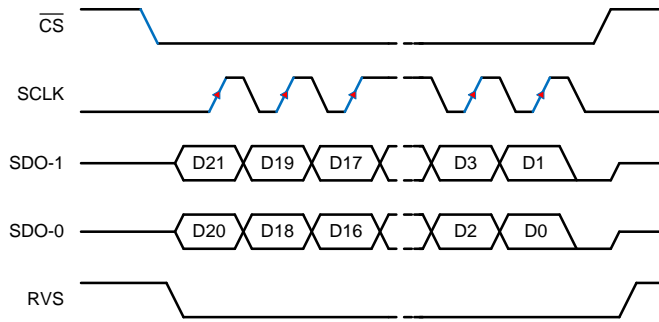 CS
SCLK
SDO-1 D21 D19 D17 D3 D1
SDO-0 D20 D18 D16 D2 D0
RVS